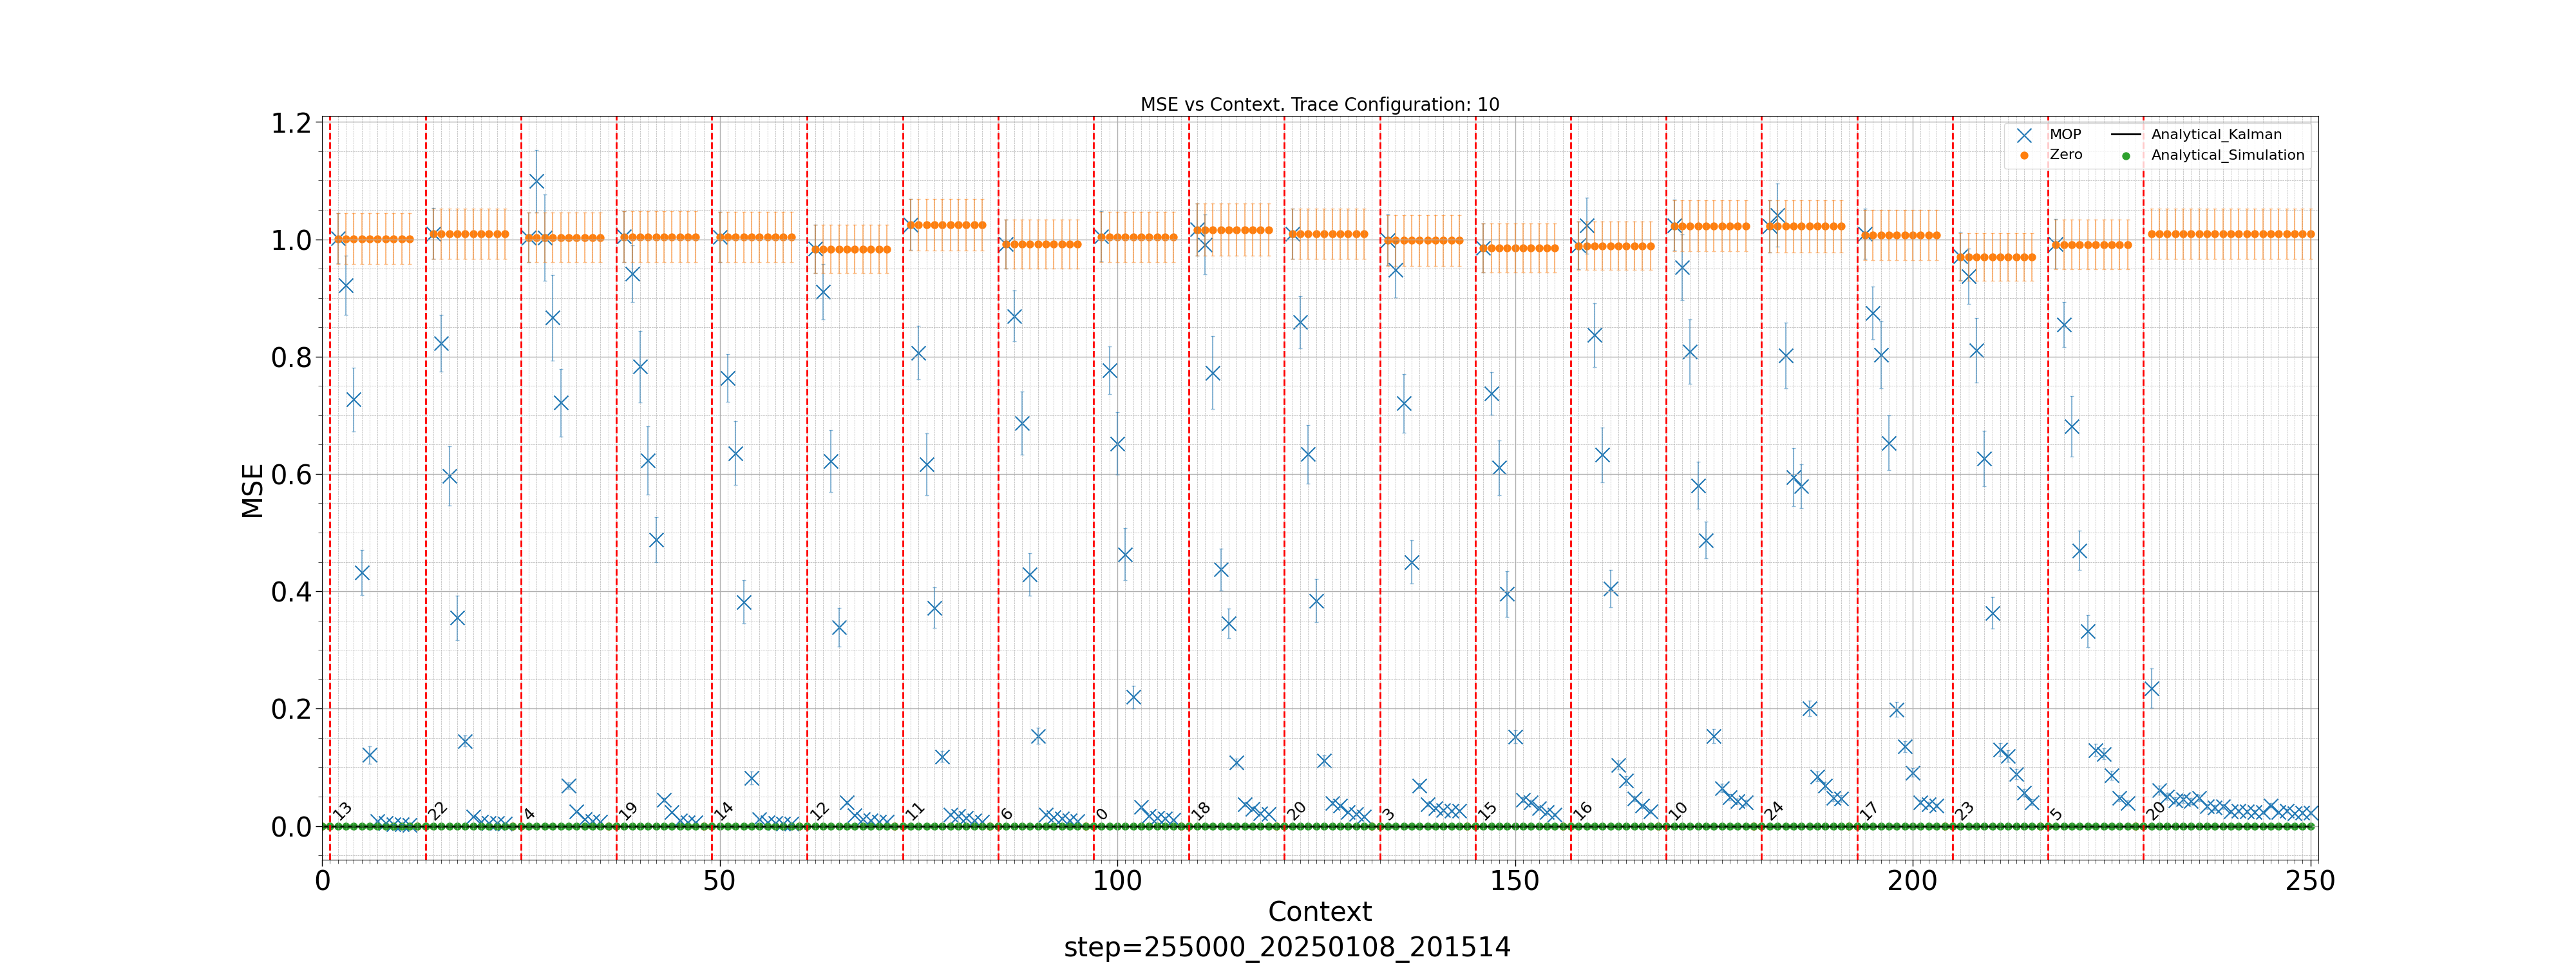 MSE vs Context. Trace Configuration: 10
MOP
Zero
Analytical_Kalman
Analytical_Simulation
MSE
1.2
1.0
0.8
0.6
0.4
0.2
0.0
13 22 4 19 14 12 11 6 0 18 20 3 15 16 10 24 17 23 5 20
0 50 100 150 200 250
Context
step=255000_20250108_201514